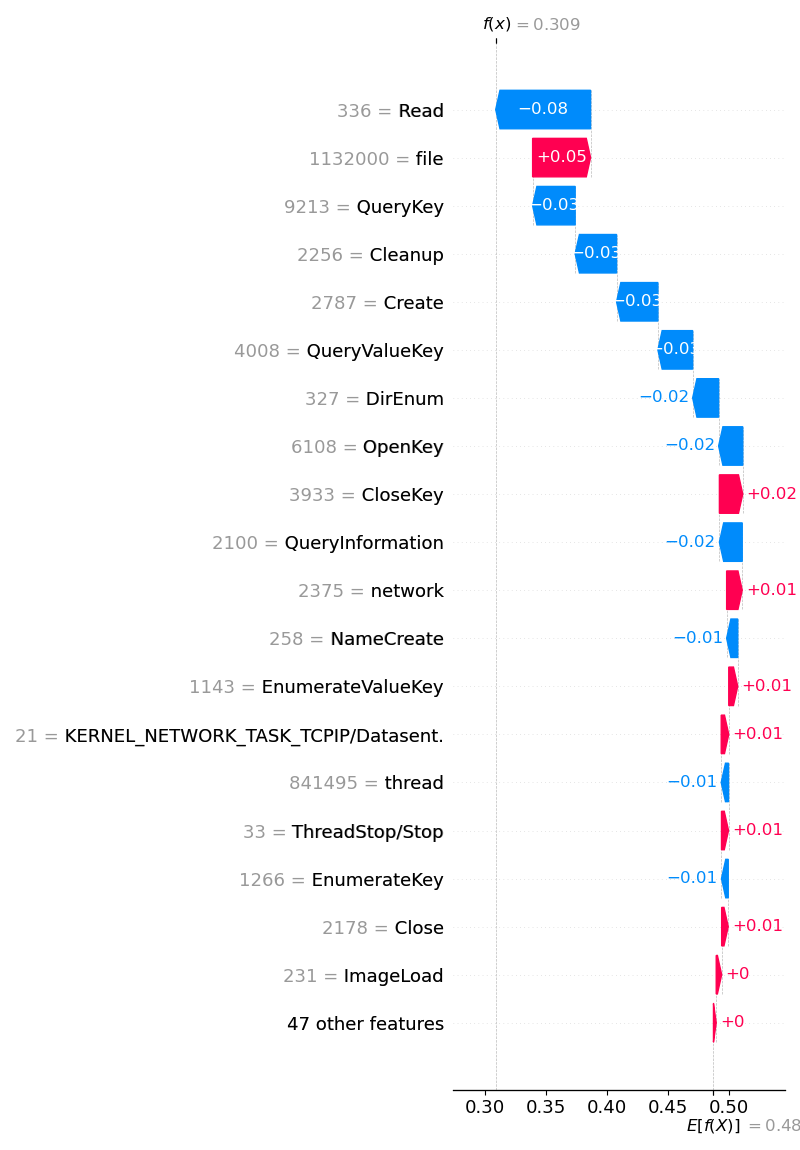 f(x) = 0.309
336 = Read −0.08
1132000 = file +0.05
9213 = QueryKey −0.03
2256 = Cleanup −0.03
2787 = Create −0.03
4008 = QueryValueKey −0.03
327 = DirEnum −0.02
6108 = OpenKey −0.02
3933 = CloseKey +0.02
2100 = QueryInformation −0.02
2375 = network +0.01
258 = NameCreate −0.01
1143 = EnumerateValueKey +0.01
21 = KERNEL_NETWORK_TASK_TCPIP/Datasent. +0.01
841495 = thread −0.01
33 = ThreadStop/Stop +0.01
1266 = EnumerateKey −0.01
2178 = Close +0.01
231 = ImageLoad +0
47 other features +0
0.30 0.35 0.40 0.45 0.50
E[f(X)] = 0.48